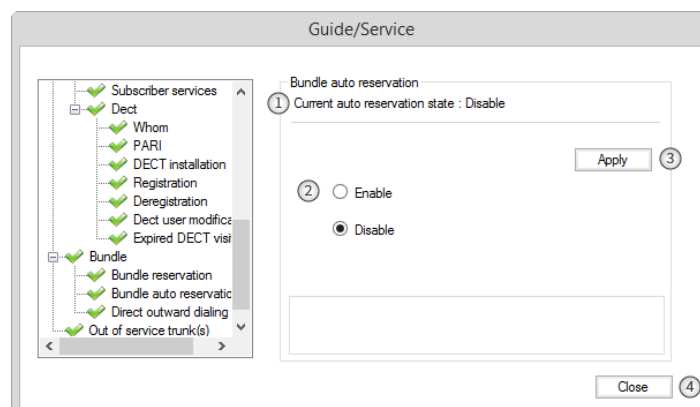 Guide/Service
Subscriber services
Dect
Whom
PARI
DECT installation
Registration
Deregistration
Dect user modifica
Expired DECT visi
Bundle
Bundle reservation
Bundle auto reservatio
Direct outward dialing
Out of service trunk(s)
Bundle auto reservation
1 Current auto reservation state : Disable
Apply 3
2 Enable
Disable
Close 4